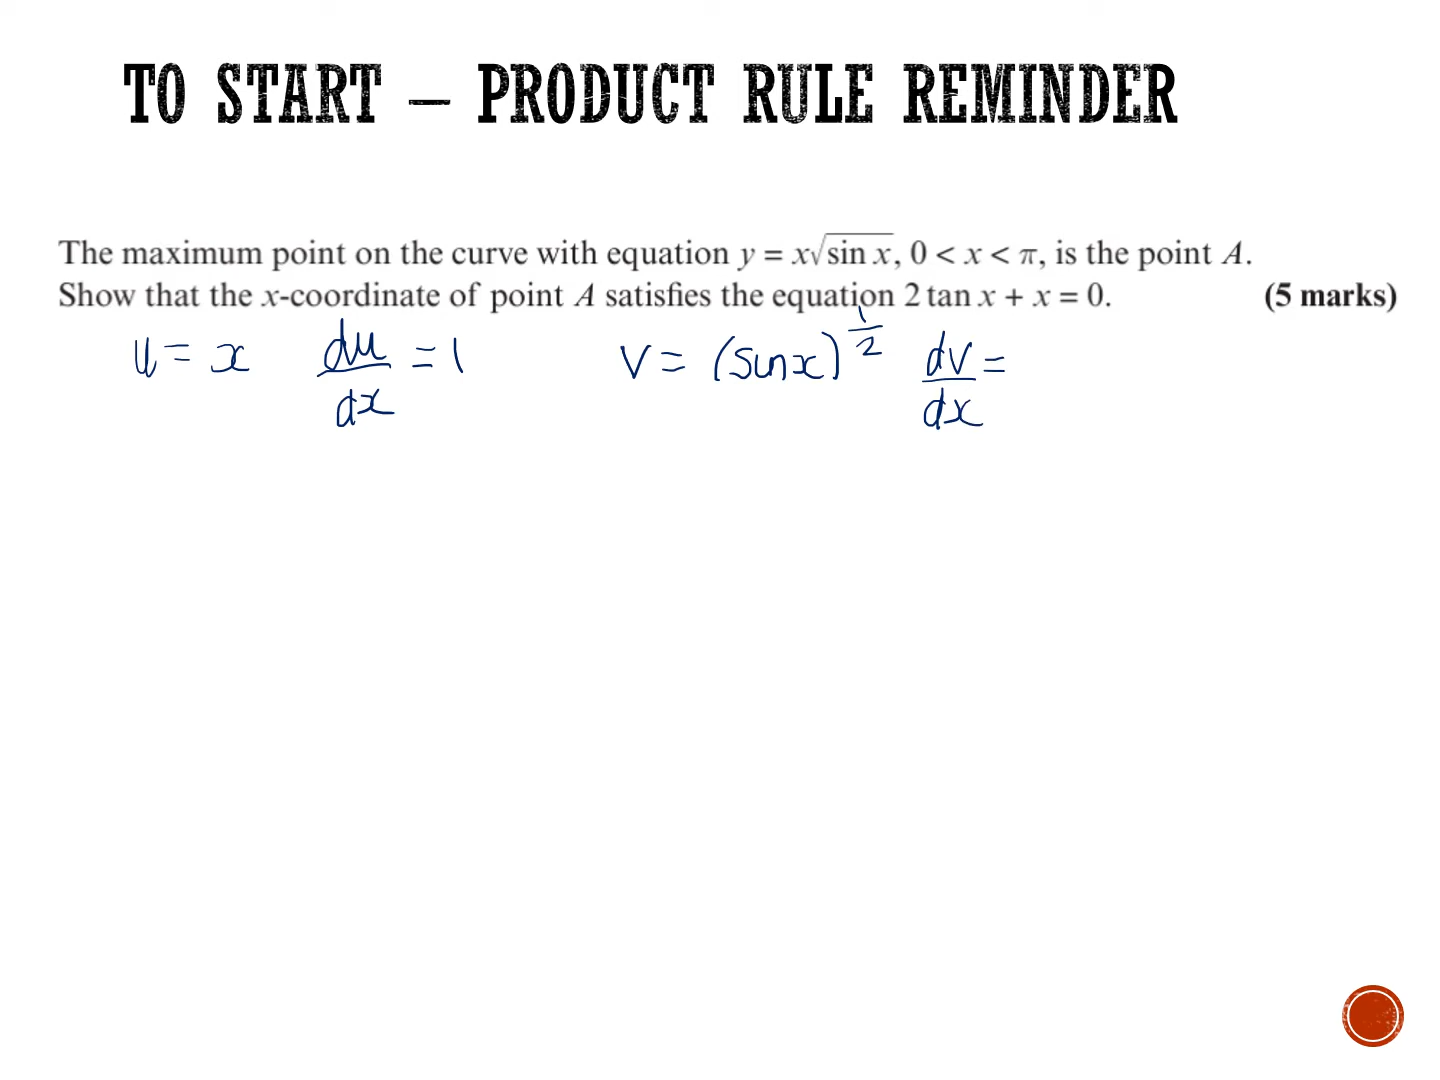 TO START – PRODUCT RULE REMINDER
The maximum point on the curve with equation y = x√sin x, 0 < x < π, is the point A.
Show that the x-coordinate of point A satisfies the equation 2 tan x + x = 0. (5 marks)
u = x du/dx = 1 v = (sin x)^1/2 dv/dx =